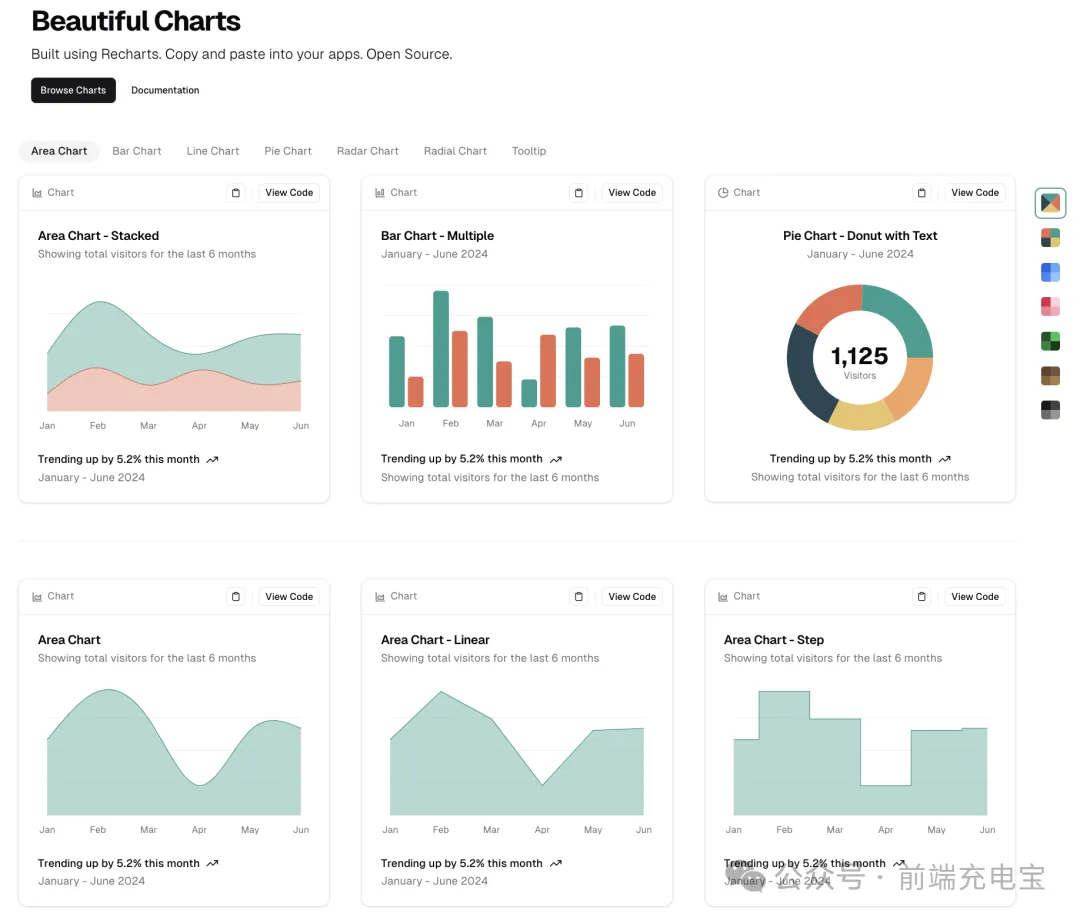 Beautiful Charts
Built using Recharts. Copy and paste into your apps. Open Source.
Browse Charts Documentation
Area Chart Bar Chart Line Chart Pie Chart Radar Chart Radial Chart Tooltip
Chart View Code
Area Chart - Stacked
Showing total visitors for the last 6 months
Jan Feb Mar Apr May Jun
Trending up by 5.2% this month
January - June 2024
Chart View Code
Bar Chart - Multiple
January - June 2024
Jan Feb Mar Apr May Jun
Trending up by 5.2% this month
Showing total visitors for the last 6 months
Chart View Code
Pie Chart - Donut with Text
January - June 2024
1,125
Visitors
Trending up by 5.2% this month
Showing total visitors for the last 6 months
Chart View Code
Area Chart
Showing total visitors for the last 6 months
Jan Feb Mar Apr May Jun
Trending up by 5.2% this month
January - June 2024
Chart View Code
Area Chart - Linear
Showing total visitors for the last 6 months
Jan Feb Mar Apr May Jun
Trending up by 5.2% this month
January - June 2024
Chart View Code
Area Chart - Step
Showing total visitors for the last 6 months
Jan Feb Mar Apr May Jun
Trending up by 5.2% this month
January - June 2024
公众号 · 前端充电宝